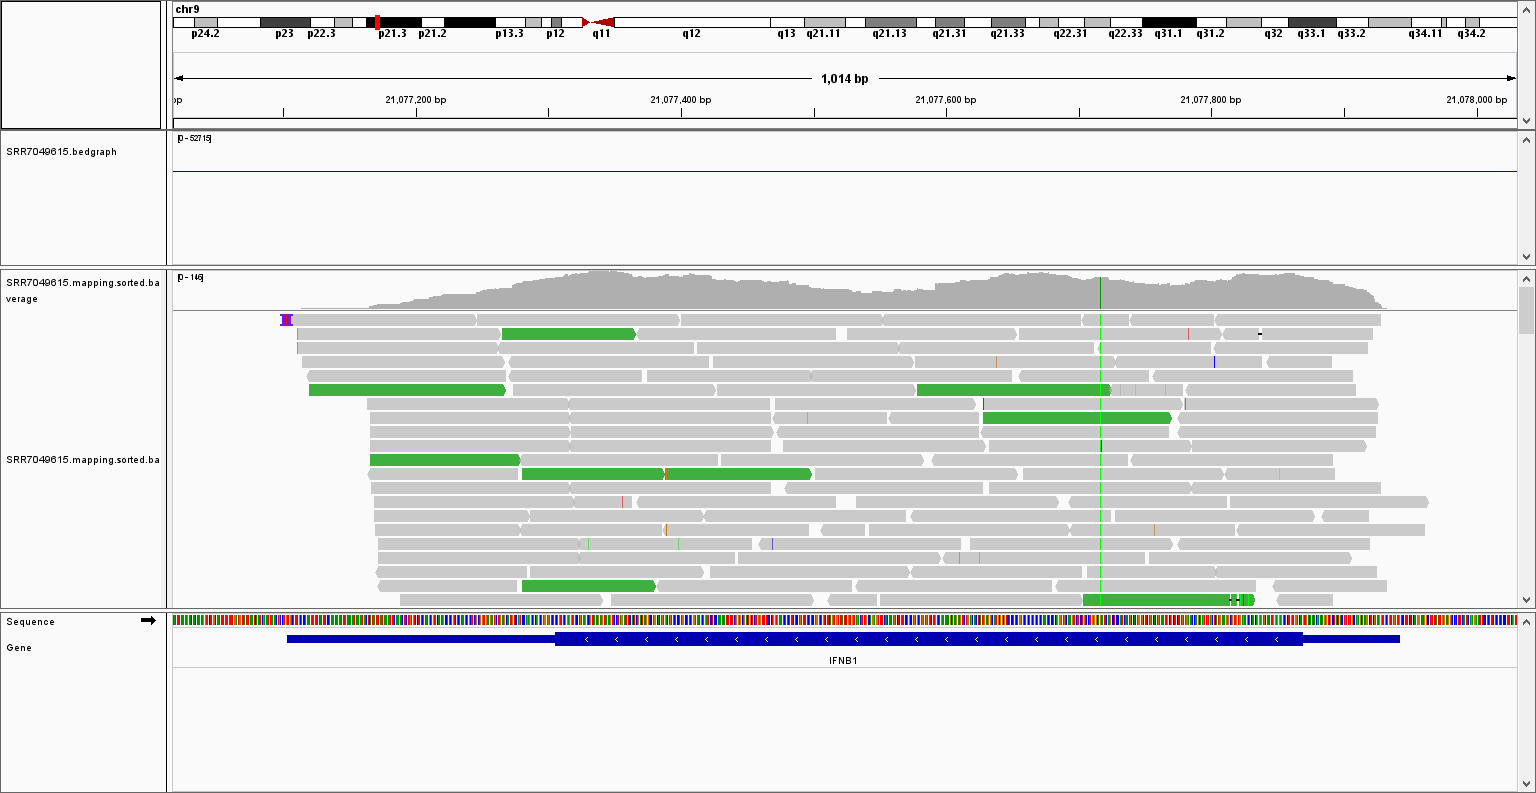 chr9
p24.2 p23 p22.3 p21.3 p21.2 p13.3 p12 q11 q12 q13 q21.11 q21.13 q21.31 q21.33 q22.31 q22.33 q31.1 q31.2 q32 q33.1 q33.2 q34.11 q34.2
1,014 bp
bp 21,077,200 bp 21,077,400 bp 21,077,600 bp 21,077,800 bp 21,078,000 bp
[0 - 52715]
SRR7049615.bedgraph
[0 - 146]
SRR7049615.mapping.sorted.ba
verage
SRR7049615.mapping.sorted.ba
Sequence
Gene
IFNB1